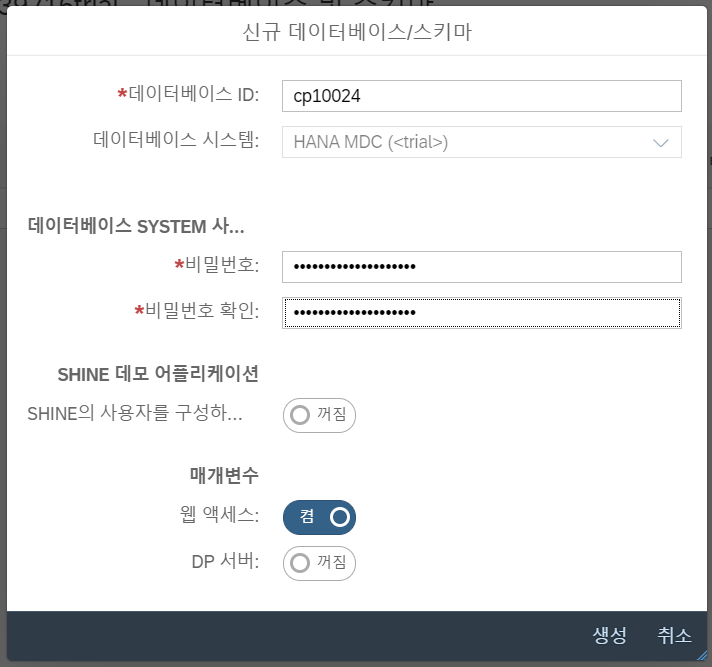 신규 데이터베이스/스키마
*데이터베이스 ID: cp10024
데이터베이스 시스템: HANA MDC (<trial>)
데이터베이스 SYSTEM 사...
*비밀번호: ••••••••••••••••••••
*비밀번호 확인: ••••••••••••••••••••
SHINE 데모 어플리케이션
SHINE의 사용자를 구성하... 꺼짐
매개변수
웹 액세스: 켬
DP 서버: 꺼짐
생성 취소